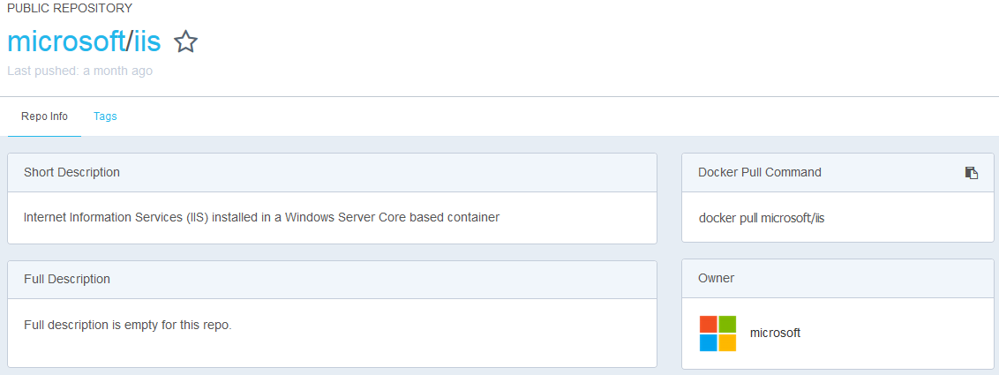 PUBLIC REPOSITORY
microsoft/iis
Last pushed: a month ago
Repo Info
Tags
Short Description
Internet Information Services (IIS) installed in a Windows Server Core based container
Full Description
Full description is empty for this repo.
Docker Pull Command
docker pull microsoft/iis
Owner
microsoft